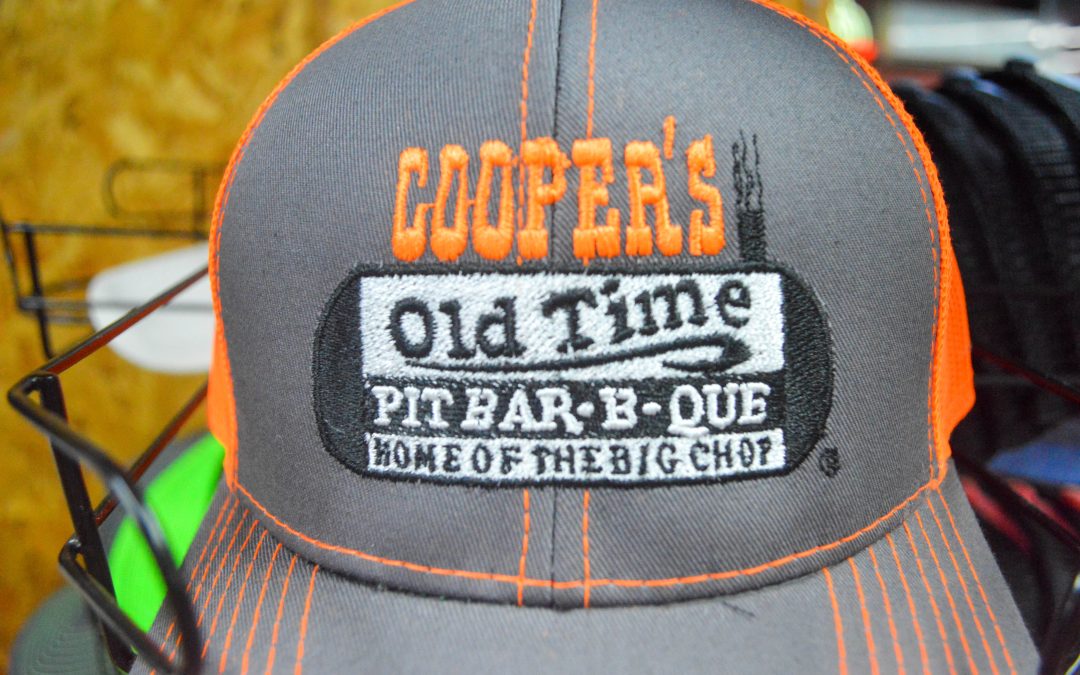 COOPER'S
Old Time
PIT BAR-B-QUE
HOME OF THE BIG CHOP
®